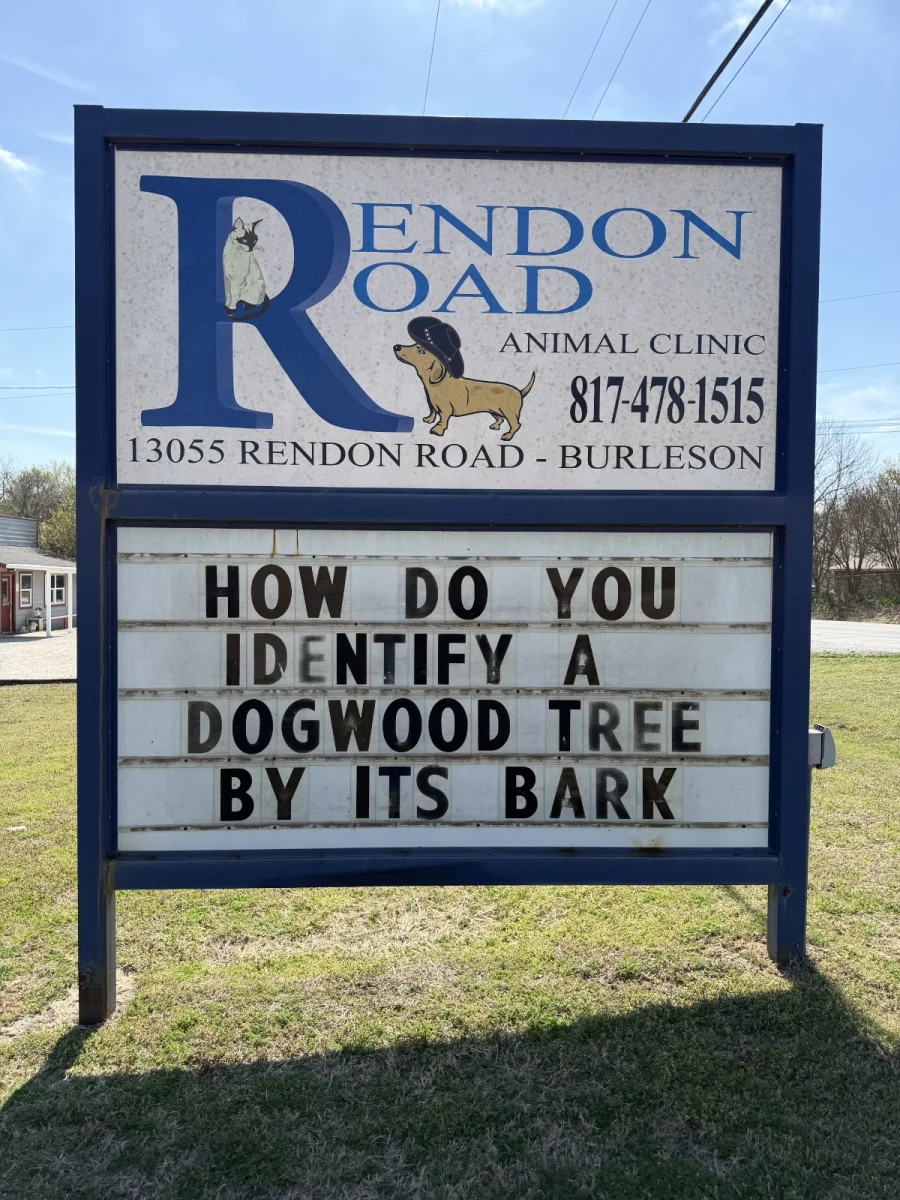 RENDON
ROAD
ANIMAL CLINIC
817-478-1515
13055 RENDON ROAD - BURLESON
HOW DO YOU
IDENTIFY A
DOGWOOD TREE
BY ITS BARK